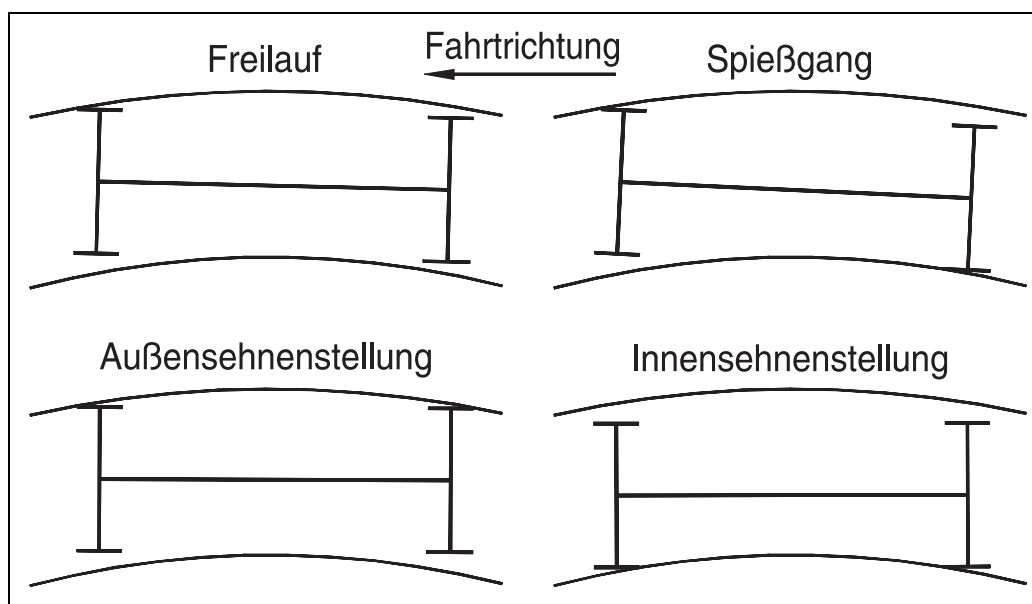 Freilauf
Fahrtrichtung
Spießgang
Außensehnenstellung
Innensehnenstellung